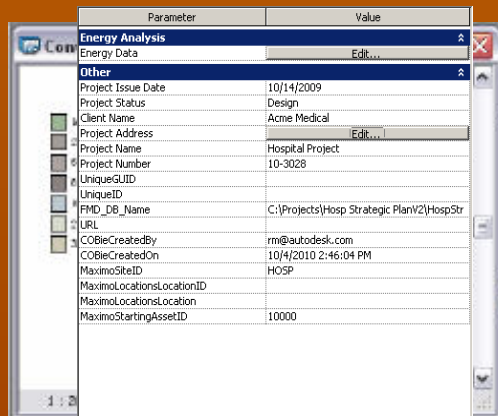 Parameter Value
Energy Analysis
Energy Data Edit...
Other
Project Issue Date 10/14/2009
Project Status Design
Client Name Acme Medical
Project Address Edit...
Project Name Hospital Project
Project Number 10-3028
UniqueGUID
UniqueID
FMD_DB_Name C:\Projects\Hosp Strategic PlanV2\HospStr
URL
COBieCreatedBy rm@autodesk.com
COBieCreatedOn 10/4/2010 2:46:04 PM
MaximoSiteID HOSP
MaximoLocationsLocationID
MaximoLocationsLocation
MaximoStartingAssetID 10000